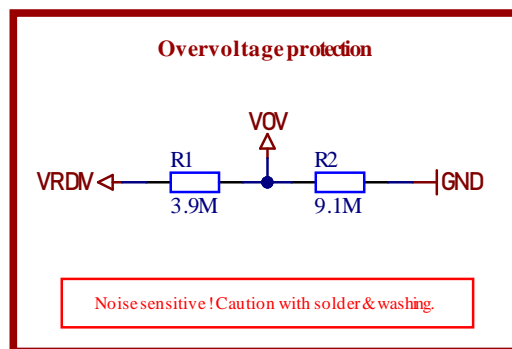 Overvoltage protection
VOV
R1
R2
VRDIV
GND
3.9M
9.1M
Noise sensitive ! Caution with solder & washing.